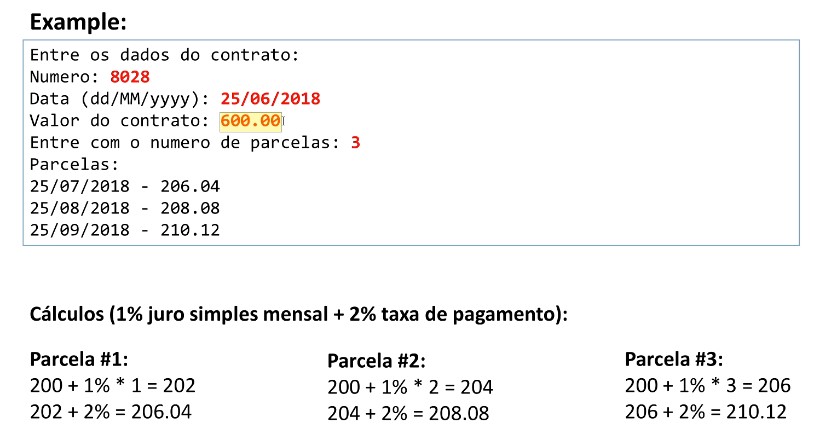 Example:
Entre os dados do contrato:
Numero: 8028
Data (dd/MM/yyyy): 25/06/2018
Valor do contrato: 600.00
Entre com o numero de parcelas: 3
Parcelas:
25/07/2018 - 206.04
25/08/2018 - 208.08
25/09/2018 - 210.12
Cálculos (1% juro simples mensal + 2% taxa de pagamento):
Parcela #1:
200 + 1% * 1 = 202
202 + 2% = 206.04
Parcela #2:
200 + 1% * 2 = 204
204 + 2% = 208.08
Parcela #3:
200 + 1% * 3 = 206
206 + 2% = 210.12